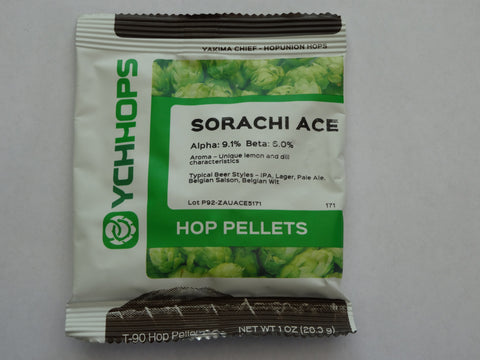 YAKIMA CHIEF - HOPUNION HOPS
YCHHOPS
SORACHI ACE
Alpha: 9.1% Beta: 6.0%
Aroma – Unique lemon and dill
characteristics
Typical Beer Styles – IPA, Lager, Pale Ale,
Belgian Saison, Belgian Wit
Lot P92-ZAUACE5171
171
HOP PELLETS
T-90 Hop Pellets
NET WT 1 OZ (28.3 g)